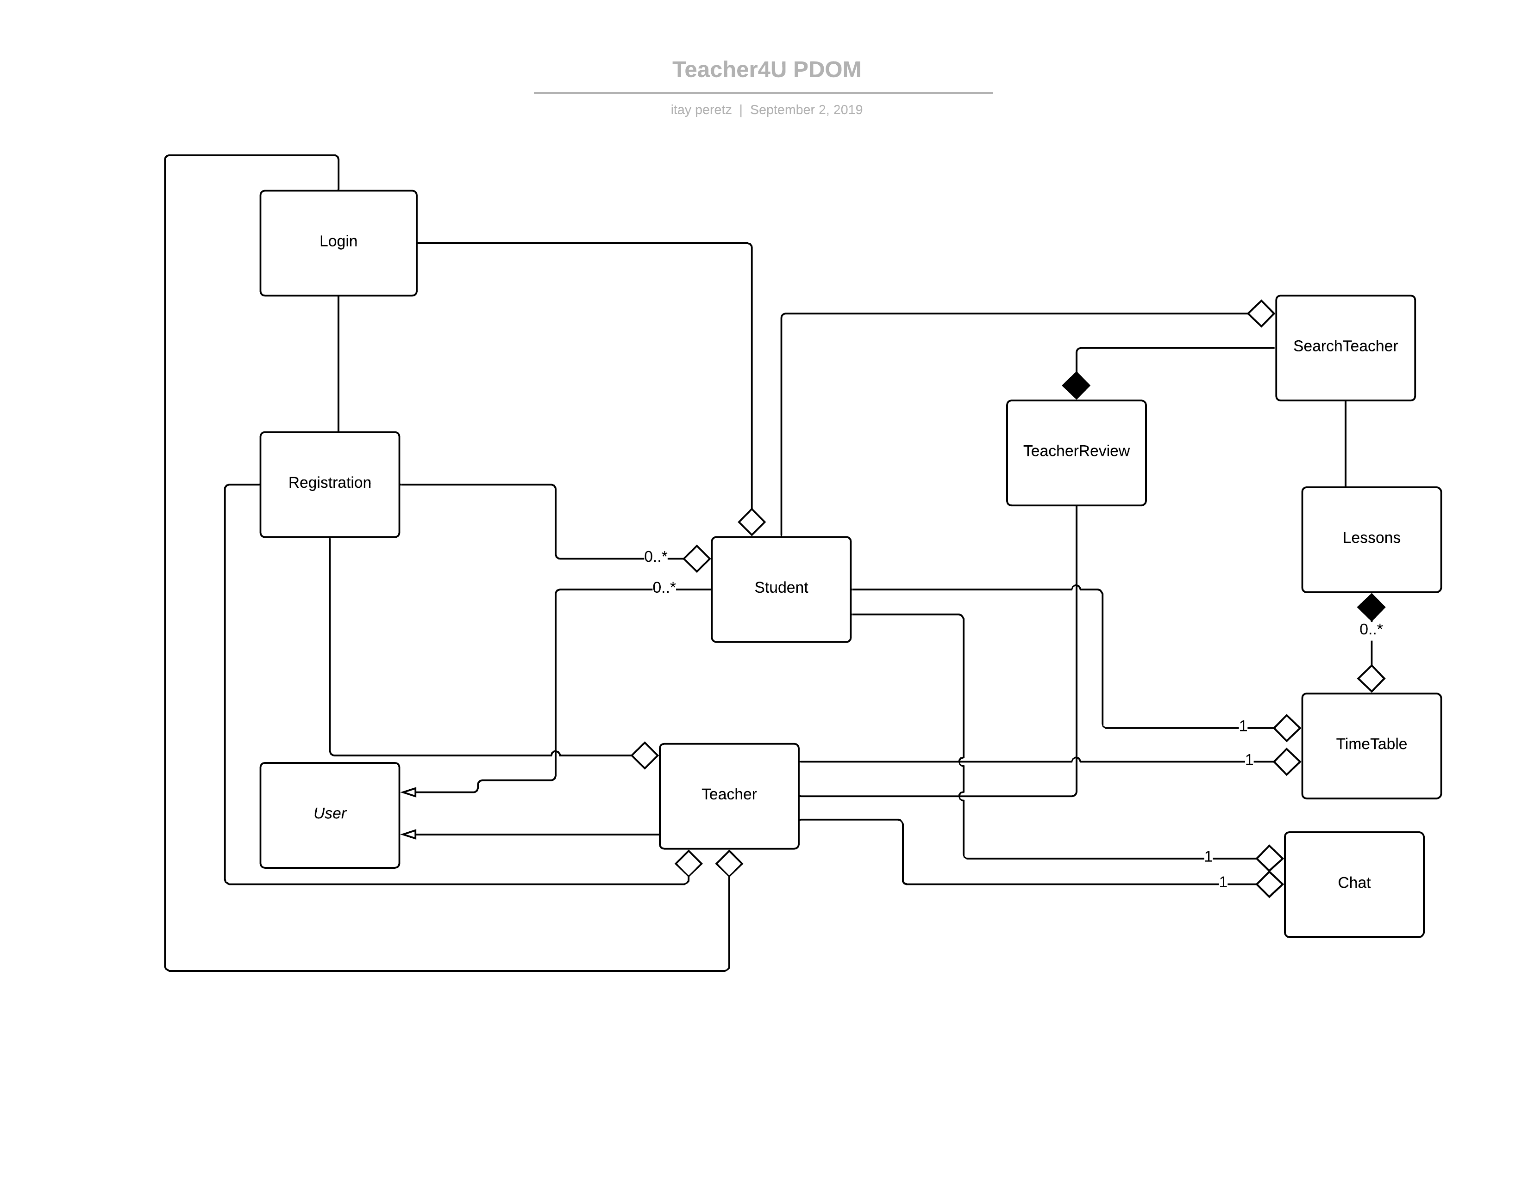 Teacher4U PDOM
itay peretz | September 2, 2019
Login
SearchTeacher
TeacherReview
Registration
Lessons
0..*
0..*
Student
0..*
1
TimeTable
1
Teacher
User
1
Chat
1